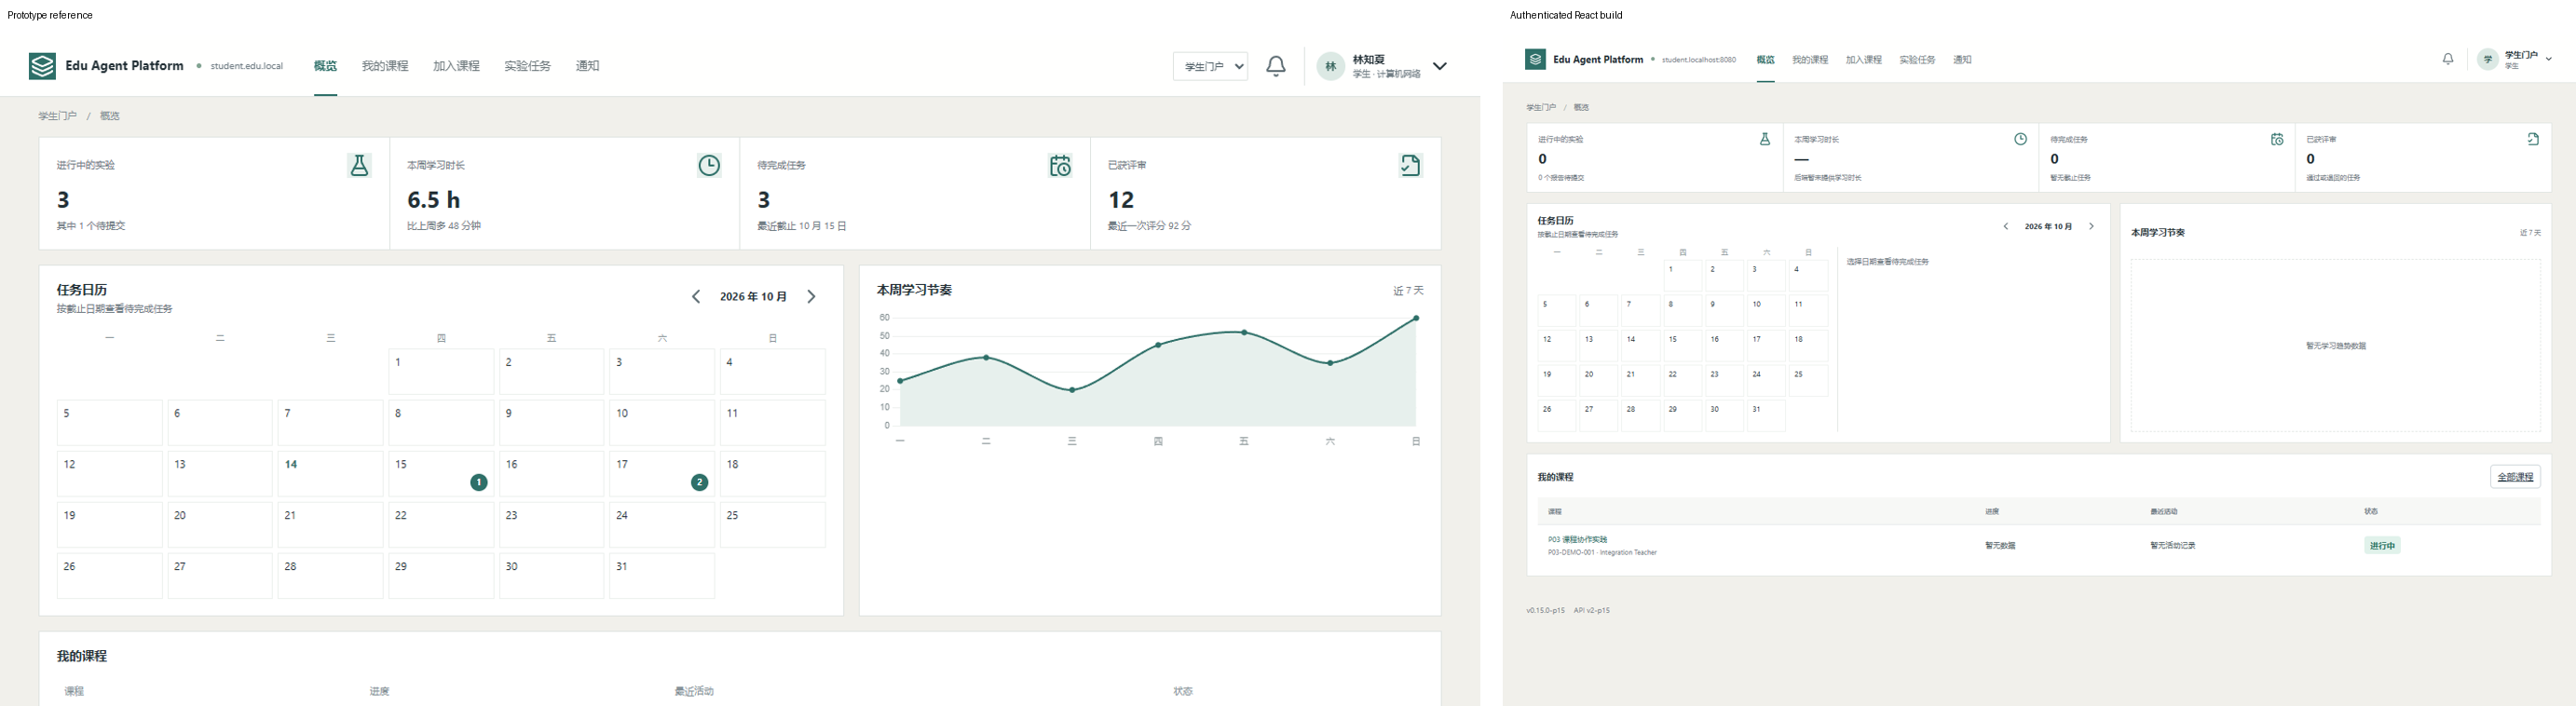 Prototype reference
Edu Agent Platform • student.edu.local 概览 我的课程 加入课程 实验任务 通知 学生门户 林 林知夏
学生 · 计算机网络
学生门户 / 概览
进行中的实验 本周学习时长 待完成任务 已获评审
3 6.5 h 3 12
其中 1 个待提交 比上周多 48 分钟 最近截止 10 月 15 日 最近一次评分 92 分
任务日历 2026 年 10 月
按截止日期查看待完成任务
一 二 三 四 五 六 日
1 2 3 4
5 6 7 8 9 10 11
12 13 14 15 1 16 17 2 18
19 20 21 22 23 24 25
26 27 28 29 30 31
本周学习节奏 近 7 天
60
50
40
30
20
10
0
一 二 三 四 五 六 日
我的课程
课程 进度 最近活动 状态
Authenticated React build
Edu Agent Platform • student.localhost:8080 概览 我的课程 加入课程 实验任务 通知 学 学生门户
学生
学生门户 / 概览
进行中的实验 本周学习时长 待完成任务 已获评审
0 — 0 0
0 个报告待提交 后端暂未提供学习时长 暂无截止任务 通过或退回的任务
任务日历 2026 年 10 月
按截止日期查看待完成任务
一 二 三 四 五 六 日
1 2 3 4
5 6 7 8 9 10 11
12 13 14 15 16 17 18
19 20 21 22 23 24 25
26 27 28 29 30 31
选择日期查看待完成任务
本周学习节奏 近 7 天
暂无学习趋势数据
我的课程 全部课程
课程 进度 最近活动 状态
P03 课程协作实践 暂无数据 暂无活动记录 进行中
P03-DEMO-001 · Integration Teacher
v0.15.0-p15 API v2-p15